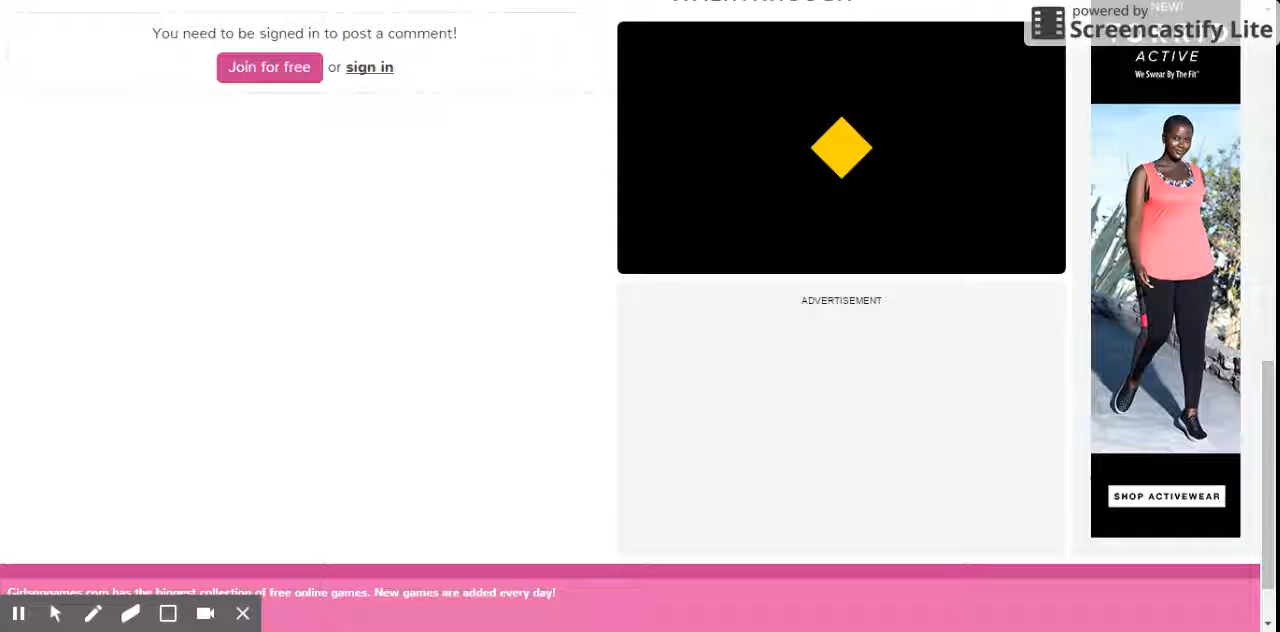 powered by
Screencastify Lite
You need to be signed in to post a comment!
Join for free or sign in
NEW!
ACTIVE
We Swear By The Fit®
ADVERTISEMENT
SHOP ACTIVEWEAR
Girlsongames.com has the biggest collection of free online games. New games are added every day!